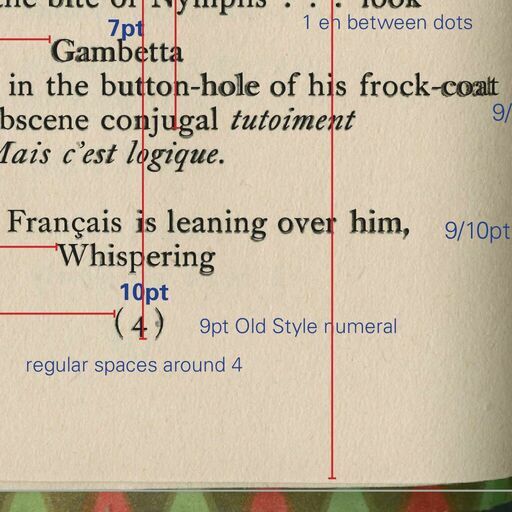 the bite of Nymphs . . . look
7pt
1 en between dots
Gambetta
in the button-hole of his frock-coat
bscene conjugal tutoiment
9/
Mais c'est logique.
Français is leaning over him,
9/10pt
Whispering
10pt
(4)
9pt Old Style numeral
regular spaces around 4